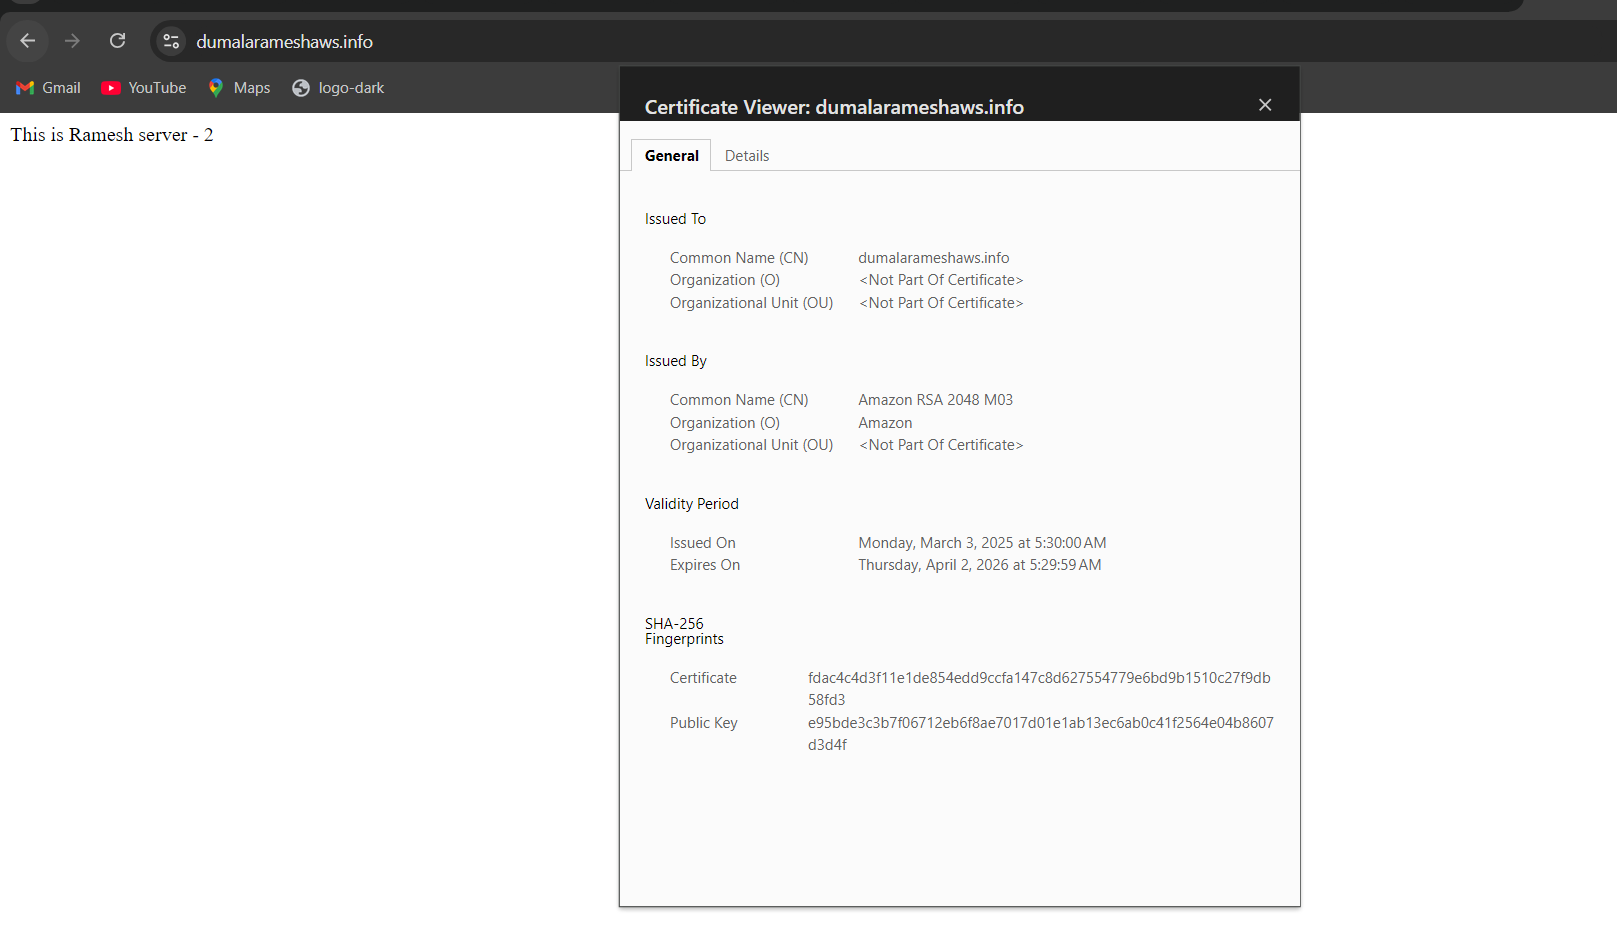 dumalarameshaws.info
Gmail YouTube Maps logo-dark
This is Ramesh server - 2
Certificate Viewer: dumalarameshaws.info
General Details
Issued To
Common Name (CN) dumalarameshaws.info
Organization (O) <Not Part Of Certificate>
Organizational Unit (OU) <Not Part Of Certificate>
Issued By
Common Name (CN) Amazon RSA 2048 M03
Organization (O) Amazon
Organizational Unit (OU) <Not Part Of Certificate>
Validity Period
Issued On Monday, March 3, 2025 at 5:30:00 AM
Expires On Thursday, April 2, 2026 at 5:29:59 AM
SHA-256
Fingerprints
Certificate fdac4c4d3f11e1de854edd9ccfa147c8d627554779e6bd9b1510c27f9db
58fd3
Public Key e95bde3c3b7f06712eb6f8ae7017d01e1ab13ec6ab0c41f2564e04b8607
d3d4f